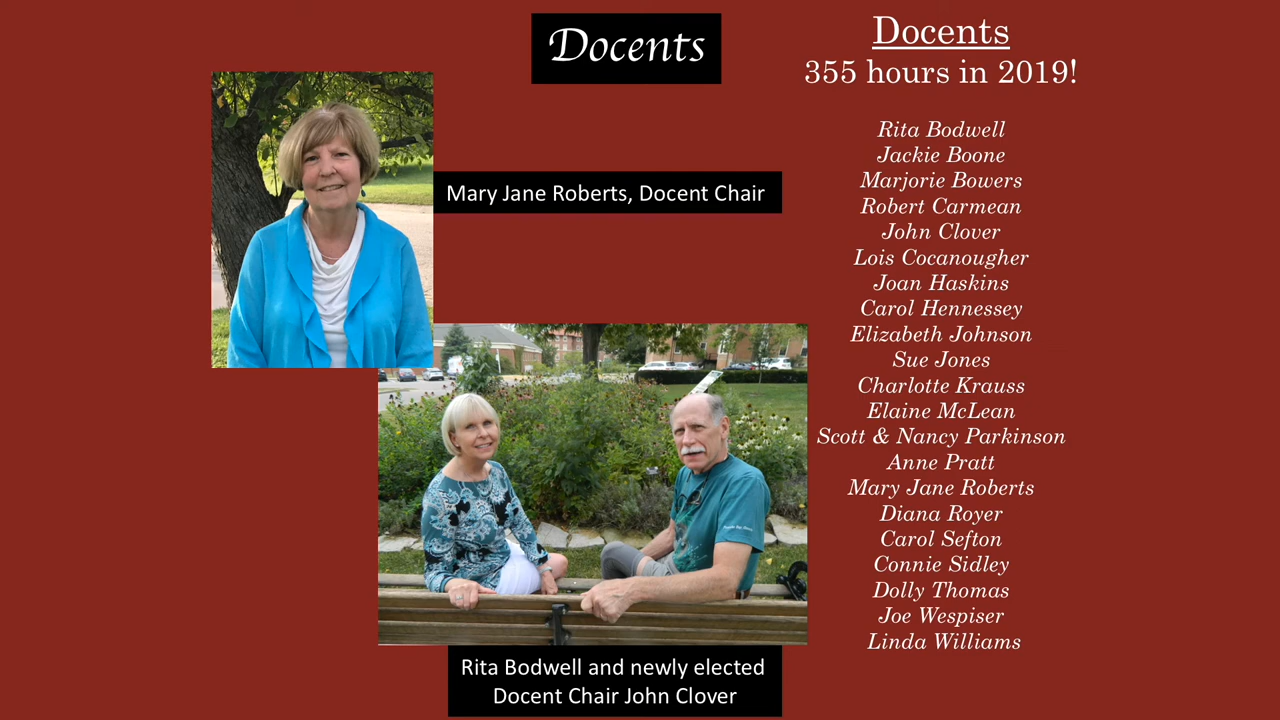 Docents
Docents
355 hours in 2019!
Mary Jane Roberts, Docent Chair
Rita Bodwell
Jackie Boone
Marjorie Bowers
Robert Carmean
John Clover
Lois Cocanougher
Joan Haskins
Carol Hennessey
Elizabeth Johnson
Sue Jones
Charlotte Krauss
Elaine McLean
Scott & Nancy Parkinson
Anne Pratt
Mary Jane Roberts
Diana Royer
Carol Sefton
Connie Sidley
Dolly Thomas
Joe Wespiser
Linda Williams
Rita Bodwell and newly elected
Docent Chair John Clover